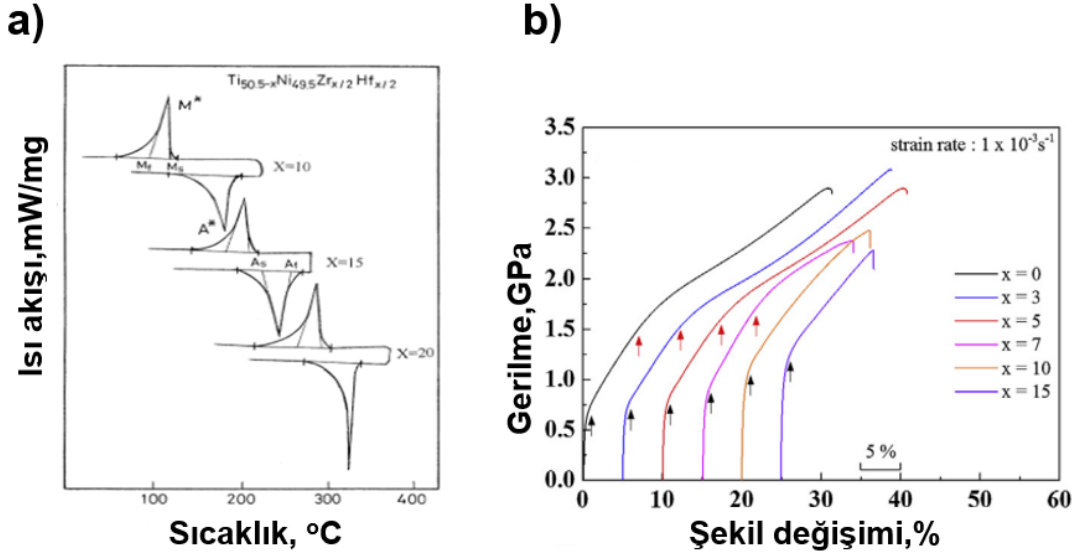 a)
Ti50.5-xNi49.5Zrx/2 Hfx/2
M*
Mf Ms
X=10
A*
As Af
X=15
X=20
Isı akışı,mW/mg
100 200 300 400
Sıcaklık, oC
b)
3.5
strain rate : 1 x 10-3s-1
3.0
2.5
2.0
1.5
1.0
0.5
0.0
x = 0
x = 3
x = 5
x = 7
x = 10
x = 15
5 %
Gerilme,GPa
0 10 20 30 40 50 60
Şekil değişimi,%